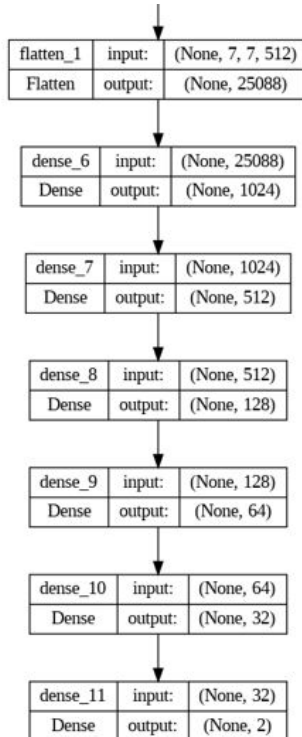 flatten_1 input: (None, 7, 7, 512)
Flatten output: (None, 25088)
dense_6 input: (None, 25088)
Dense output: (None, 1024)
dense_7 input: (None, 1024)
Dense output: (None, 512)
dense_8 input: (None, 512)
Dense output: (None, 128)
dense_9 input: (None, 128)
Dense output: (None, 64)
dense_10 input: (None, 64)
Dense output: (None, 32)
dense_11 input: (None, 32)
Dense output: (None, 2)